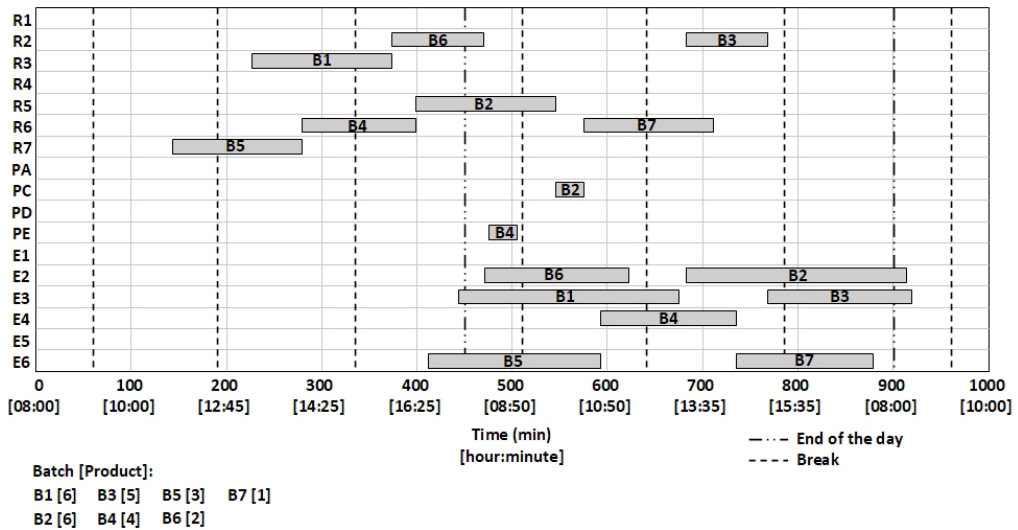 R1
R2 B6 B3
R3 B1
R4
R5 B2
R6 B4 B7
R7 B5
PA
PC B2
PD
PE B4
E1
E2 B6 B2
E3 B1 B3
E4 B4
E5
E6 B5 B7
0 100 200 300 400 500 600 700 800 900 1000
[08:00] [10:00] [12:45] [14:25] [16:25] [08:50] [10:50] [13:35] [15:35] [08:00] [10:00]
Time (min)
[hour:minute]
End of the day
Break
Batch [Product]:
B1 [6] B3 [5] B5 [3] B7 [1]
B2 [6] B4 [4] B6 [2]